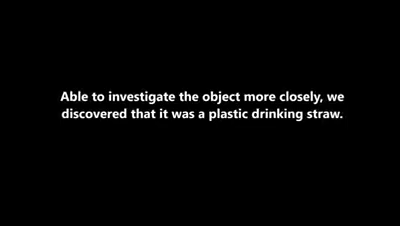 Able to investigate the object more closely, we
discovered that it was a plastic drinking straw.